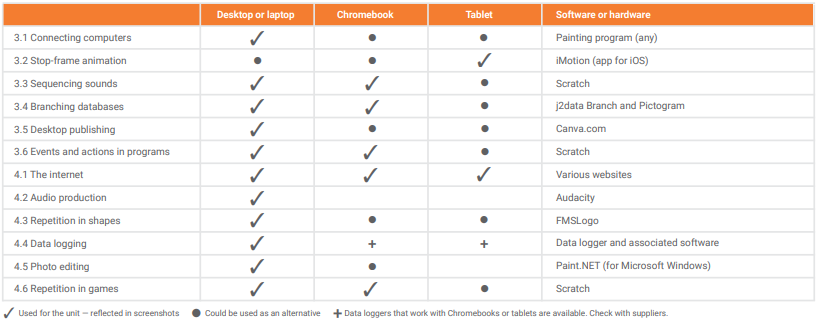 Desktop or laptop Chromebook Tablet Software or hardware
3.1 Connecting computers ✓ ● ● Painting program (any)
3.2 Stop-frame animation ● ● ✓ iMotion (app for iOS)
3.3 Sequencing sounds ✓ ✓ ● Scratch
3.4 Branching databases ✓ ✓ ● j2data Branch and Pictogram
3.5 Desktop publishing ✓ ● ● Canva.com
3.6 Events and actions in programs ✓ ✓ ● Scratch
4.1 The internet ✓ ✓ ✓ Various websites
4.2 Audio production ✓ Audacity
4.3 Repetition in shapes ✓ ● ● FMSLogo
4.4 Data logging ✓ + + Data logger and associated software
4.5 Photo editing ✓ ● Paint.NET (for Microsoft Windows)
4.6 Repetition in games ✓ ✓ ● Scratch
✓ Used for the unit — reflected in screenshots ● Could be used as an alternative + Data loggers that work with Chromebooks or tablets are available. Check with suppliers.